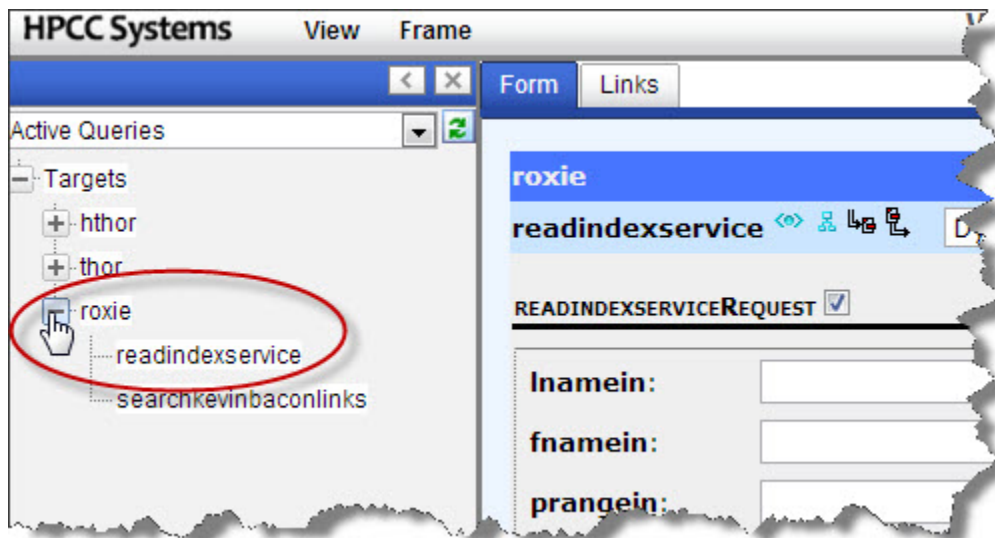 HPCC Systems View Frame
Form Links
Active Queries
Targets
hthor
thor
roxie
readindexservice
searchkevinbaconlinks
roxie
readindexservice
READINDEXSERVICEREQUEST
lnamein:
fnamein:
prangein: